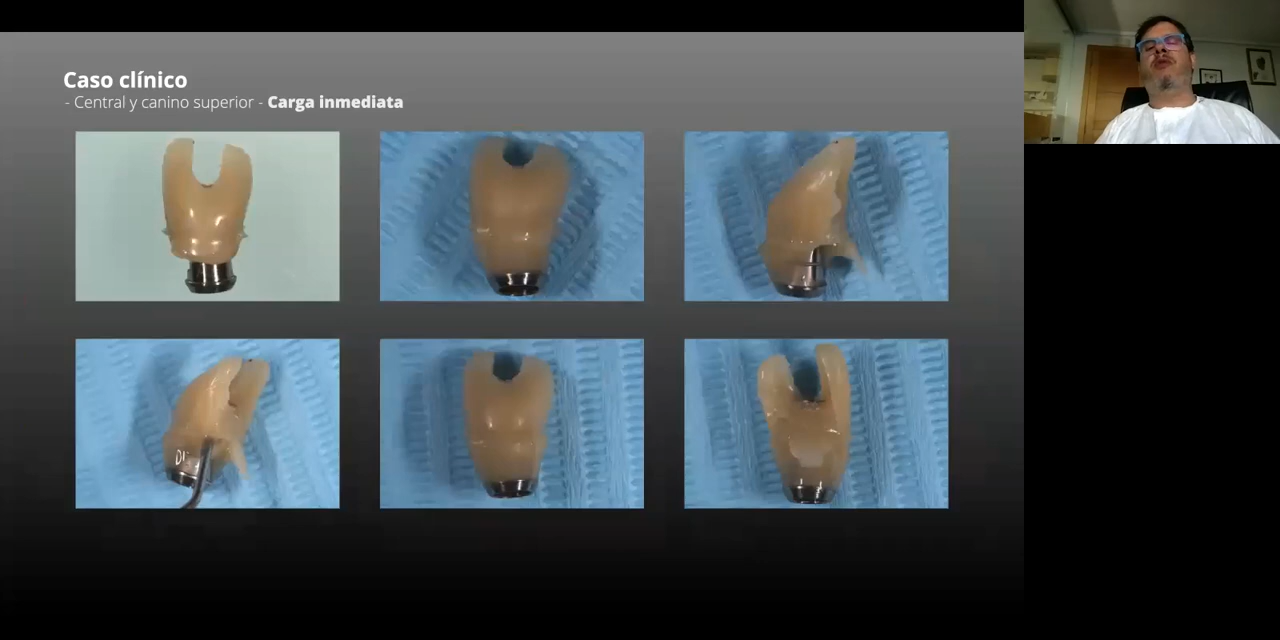 Caso clínico
- Central y canino superior - Carga inmediata